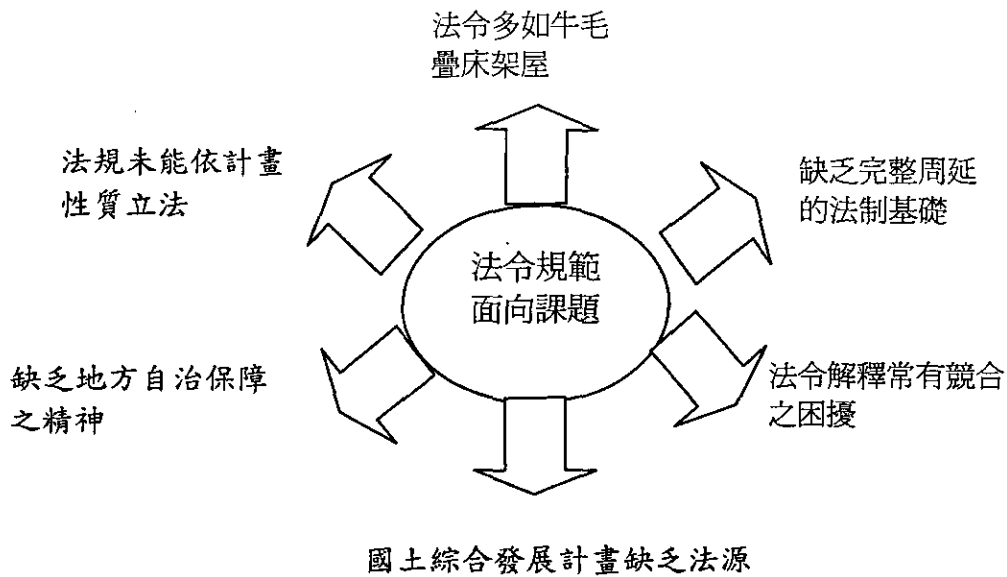 法令多如牛毛
疊床架屋
法規未能依計畫
性質立法
缺乏完整周延
的法制基礎
法令規範
面向課題
缺乏地方自治保障
之精神
法令解釋常有競合
之困擾
國土綜合發展計畫缺乏法源